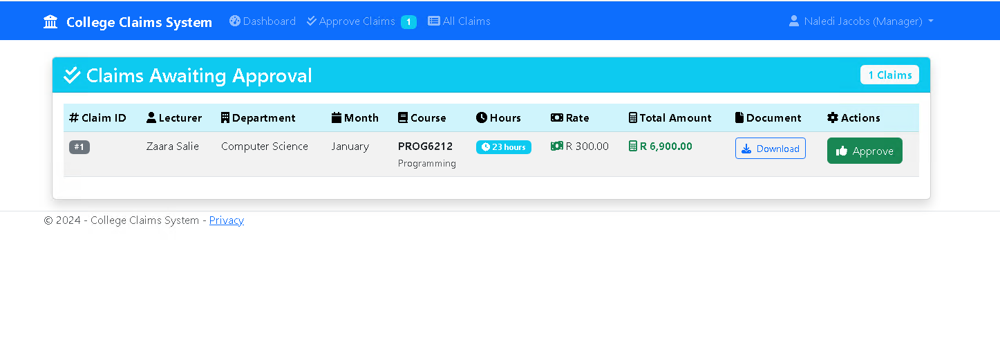 College Claims System Dashboard Approve Claims 1 All Claims Naledi Jacobs (Manager)
Claims Awaiting Approval 1 Claims
# Claim ID Lecturer Department Month Course Hours Rate Total Amount Document Actions
#1 Zaara Salie Computer Science January PROG6212 23 hours R 300.00 R 6,900.00 Download Approve
Programming
© 2024 - College Claims System - Privacy